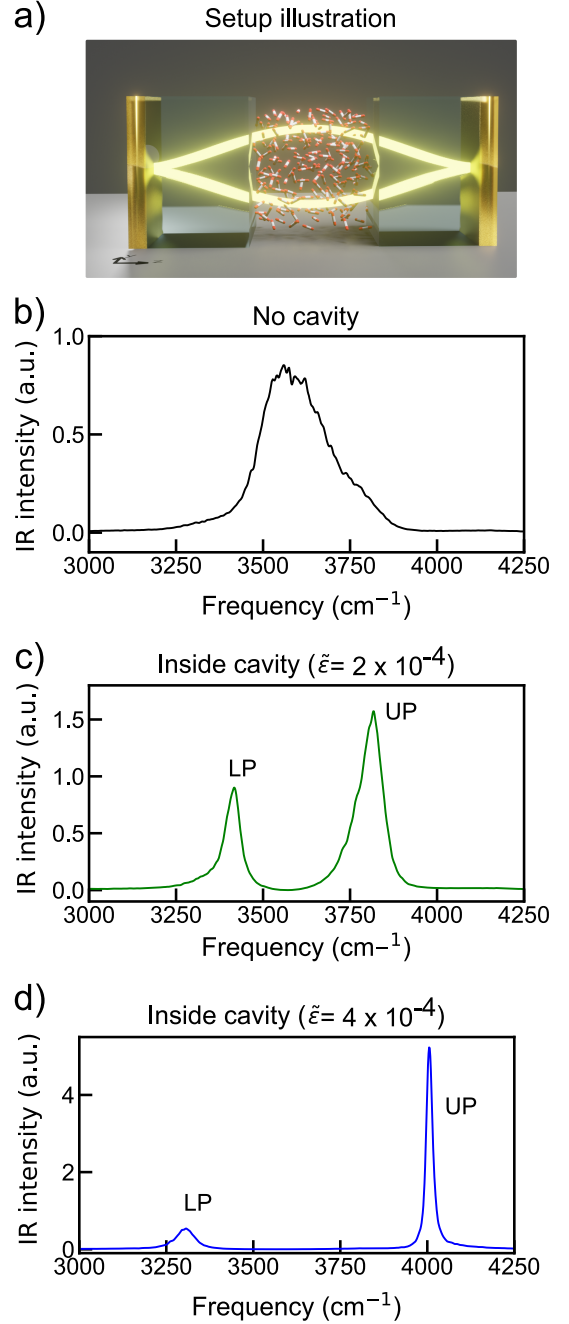 a)
Setup illustration
b)
No cavity
1.0
0.5
0.0
IR intensity (a.u.)
3000 3250 3500 3750 4000 4250
Frequency (cm⁻¹)
c)
Inside cavity (ε̃= 2 x 10⁻⁴)
UP
LP
1.5
1.0
0.5
0.0
IR intensity (a.u.)
3000 3250 3500 3750 4000 4250
Frequency (cm⁻¹)
d)
Inside cavity (ε̃= 4 x 10⁻⁴)
UP
LP
4
2
0
IR intensity (a.u.)
3000 3250 3500 3750 4000 4250
Frequency (cm⁻¹)